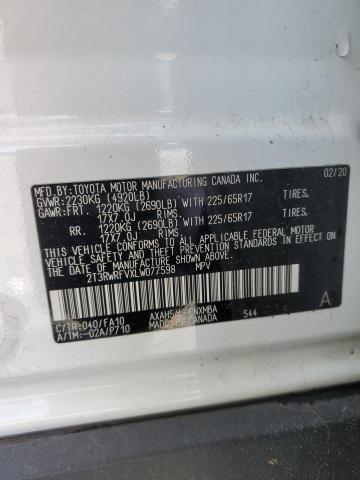 MFD.BY:TOYOTA MOTOR MANUFACTURING CANADA INC. 02/20
GVWR:2230KG (4920LB)
GAWR:FRT. 1220KG (2690LB) WITH 225/65R17 TIRES.
17X7.0J RIMS.
RR. 1220KG (2690LB) WITH 225/65R17 TIRES.
17X7.0J RIMS.
THIS VEHICLE CONFORMS TO ALL APPLICABLE FEDERAL MOTOR
VEHICLE SAFETY AND
THEFT PREVENTION STANDARDS IN EFFECT ON THE DATE OF
MANUFACTURE SHOWN ABOVE.
2T3RWRFVXLW077598 MPV
C/TR:040/FA10
A/TM:-02A/P710
MADE IN CANADA 544
A